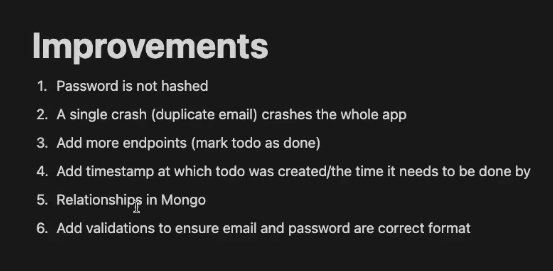 Improvements
1. Password is not hashed
2. A single crash (duplicate email) crashes the whole app
3. Add more endpoints (mark todo as done)
4. Add timestamp at which todo was created/the time it needs to be done by
5. Relationships in Mongo
6. Add validations to ensure email and password are correct format